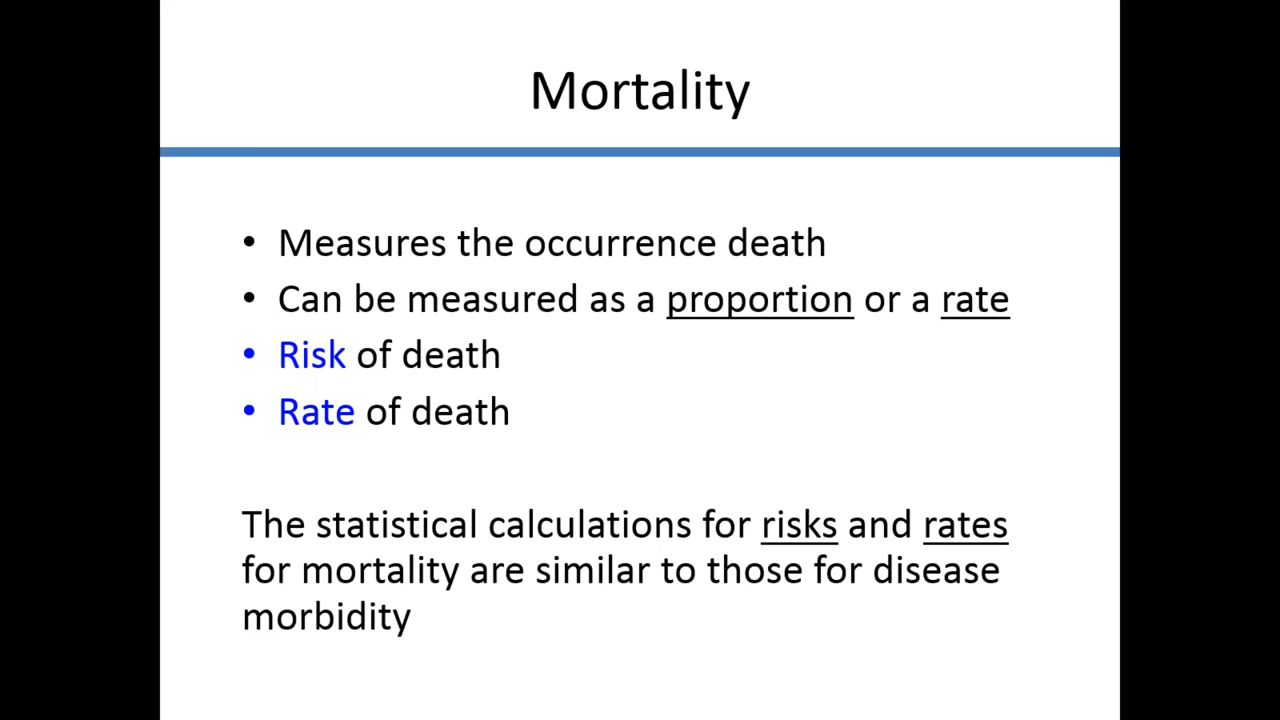 Mortality
• Measures the occurrence death
• Can be measured as a proportion or a rate
• Risk of death
• Rate of death
The statistical calculations for risks and rates
for mortality are similar to those for disease
morbidity